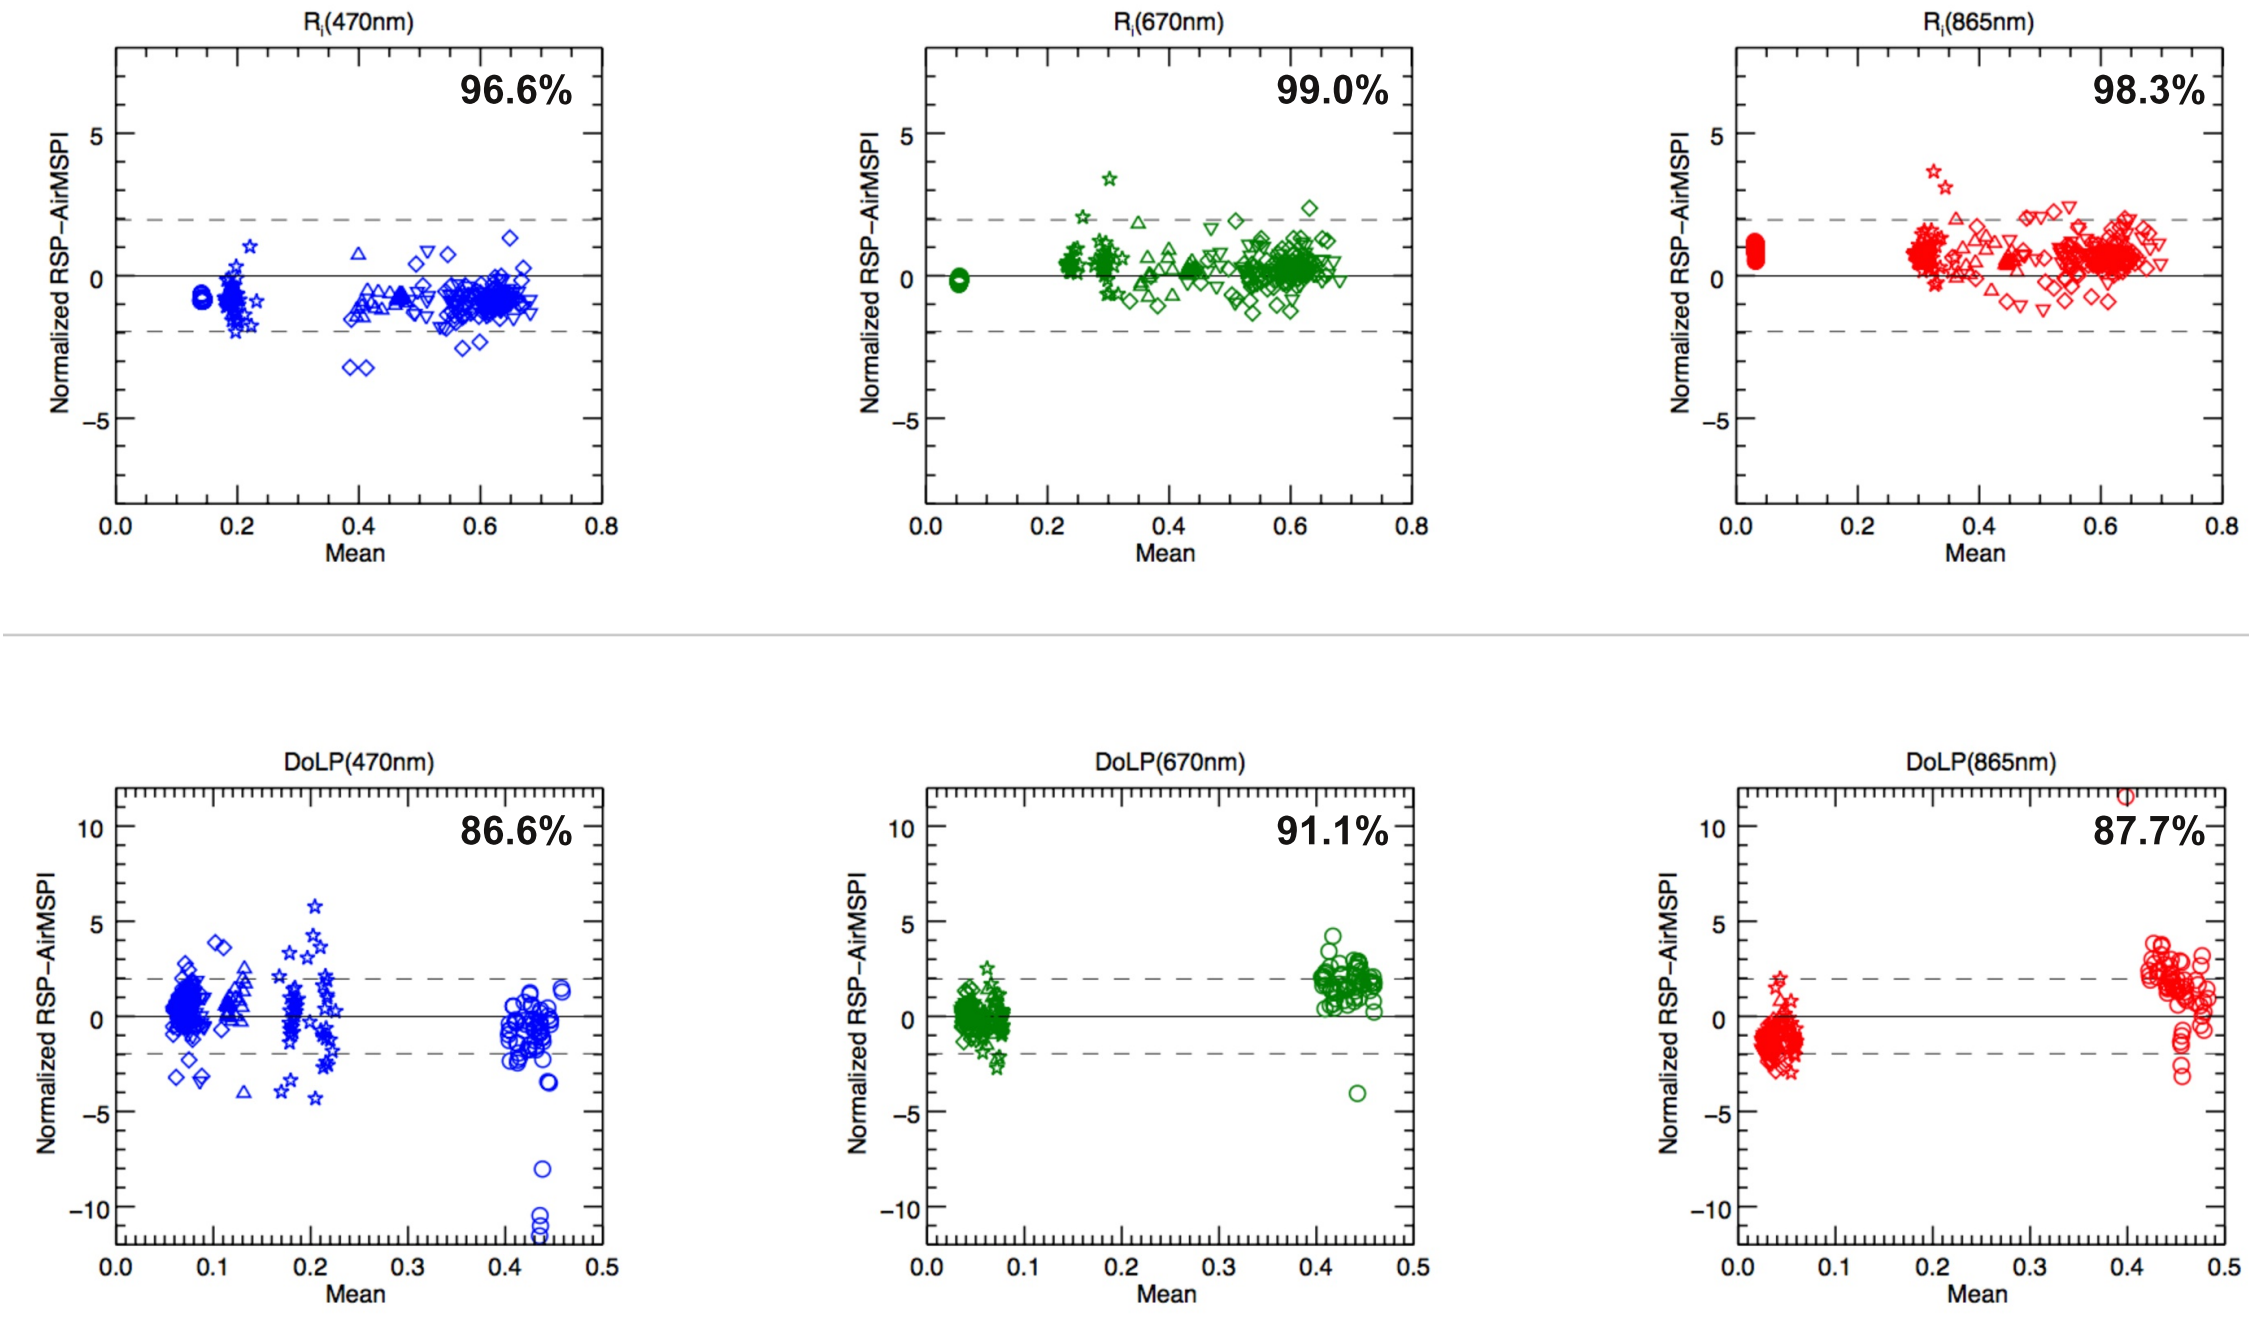 Ri(470nm)
96.6%
Normalized RSP–AirMSPI
5
0
–5
0.0 0.2 0.4 0.6 0.8
Mean
Ri(670nm)
99.0%
Normalized RSP–AirMSPI
5
0
–5
0.0 0.2 0.4 0.6 0.8
Mean
Ri(865nm)
98.3%
Normalized RSP–AirMSPI
5
0
–5
0.0 0.2 0.4 0.6 0.8
Mean
DoLP(470nm)
86.6%
Normalized RSP–AirMSPI
10
5
0
–5
–10
0.0 0.1 0.2 0.3 0.4 0.5
Mean
DoLP(670nm)
91.1%
Normalized RSP–AirMSPI
10
5
0
–5
–10
0.0 0.1 0.2 0.3 0.4 0.5
Mean
DoLP(865nm)
87.7%
Normalized RSP–AirMSPI
10
5
0
–5
–10
0.0 0.1 0.2 0.3 0.4 0.5
Mean